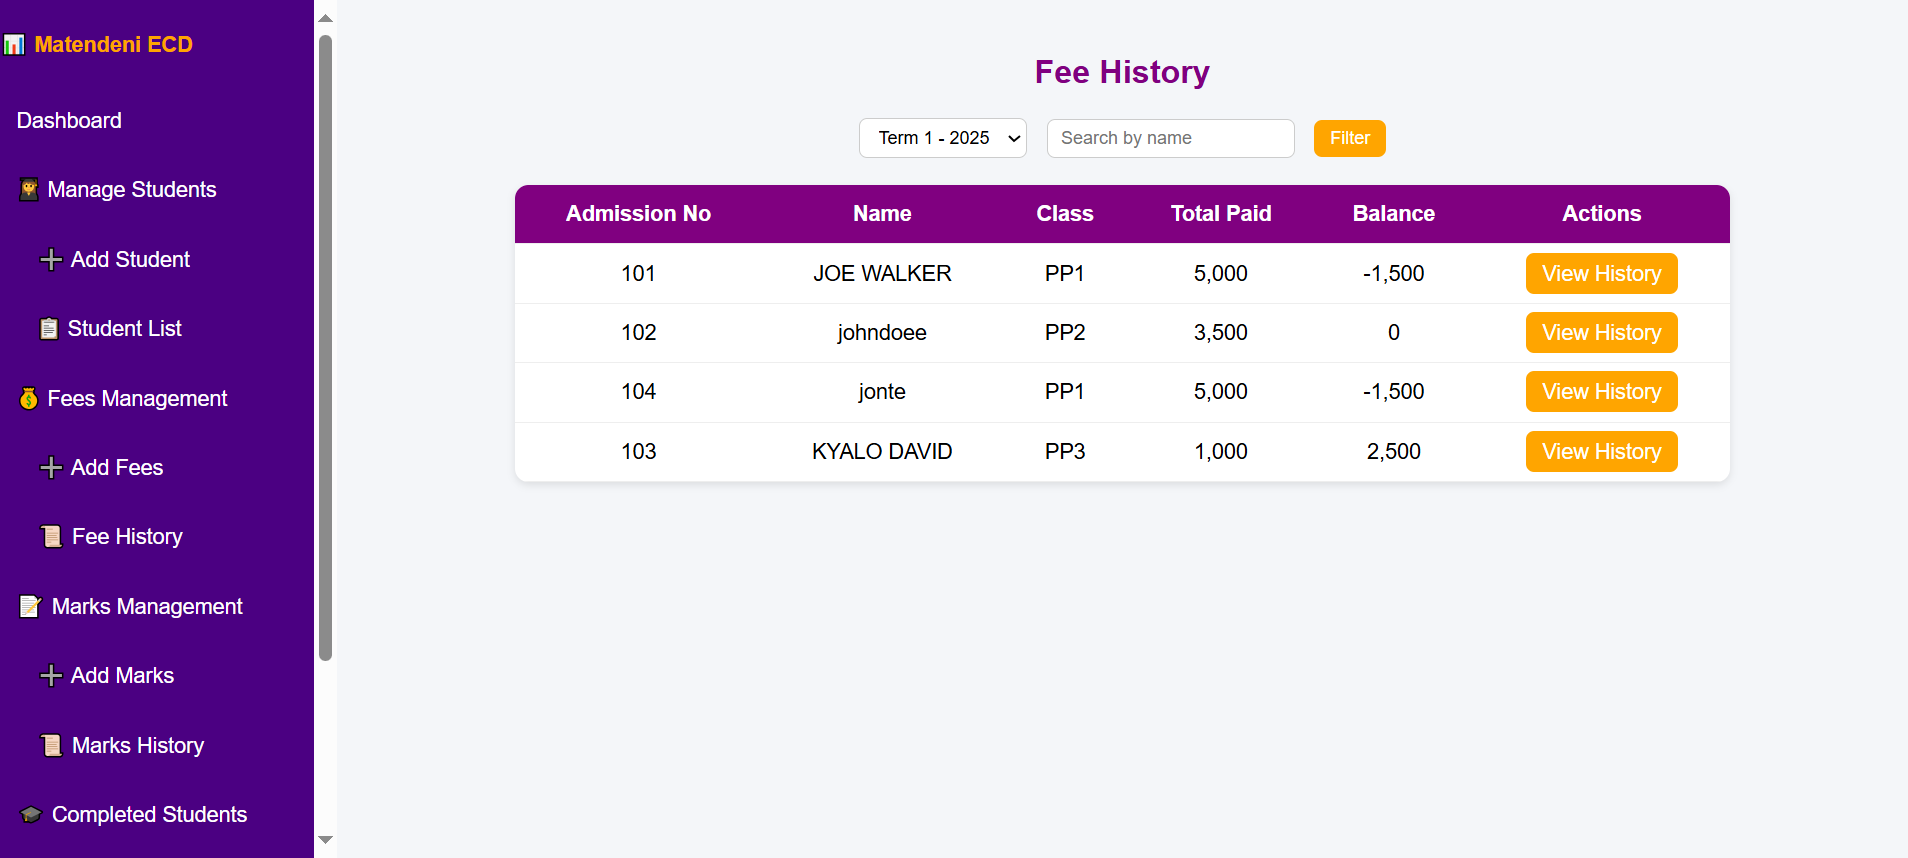 Matendeni ECD
Dashboard
Manage Students
Add Student
Student List
Fees Management
Add Fees
Fee History
Marks Management
Add Marks
Marks History
Completed Students
Fee History
Term 1 - 2025 Search by name Filter
Admission No Name Class Total Paid Balance Actions
101 JOE WALKER PP1 5,000 -1,500 View History
102 johndoee PP2 3,500 0 View History
104 jonte PP1 5,000 -1,500 View History
103 KYALO DAVID PP3 1,000 2,500 View History